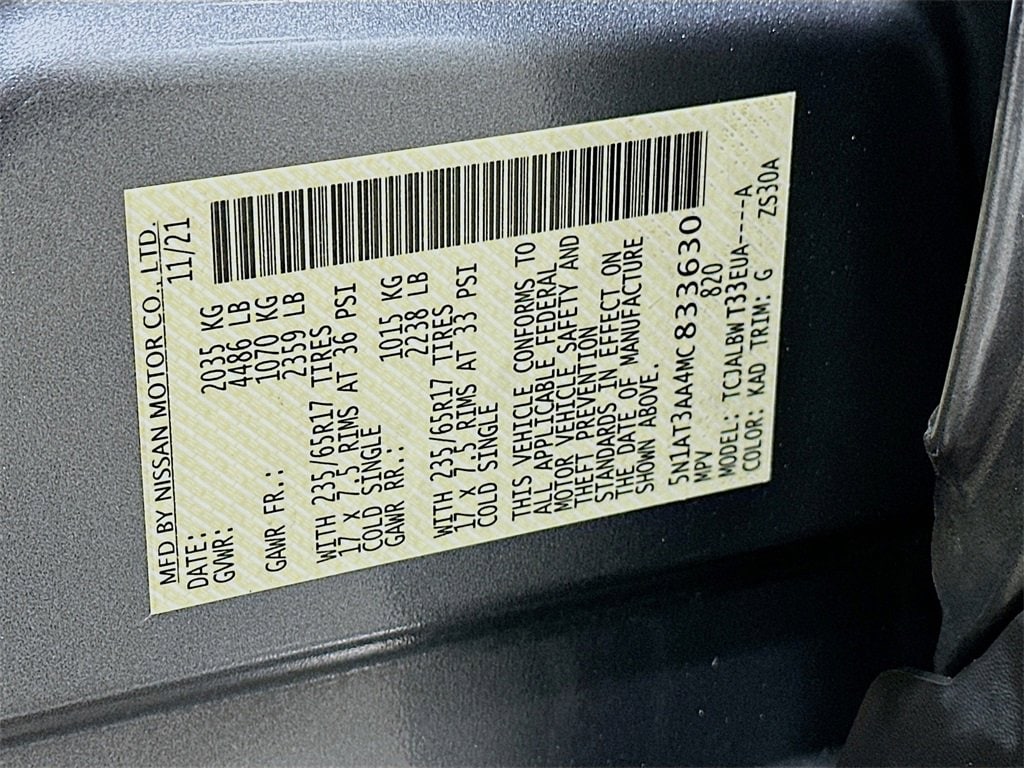 MFD BY NISSAN MOTOR CO., LTD.
DATE: 11/21
GVWR: 2035 KG
4486 LB
GAWR FR.: 1070 KG
2359 LB
WITH 235/65R17 TIRES
17 X 7.5 RIMS AT 36 PSI
COLD SINGLE
GAWR RR.: 1015 KG
2238 LB
WITH 235/65R17 TIRES
17 X 7.5 RIMS AT 33 PSI
COLD SINGLE
THIS VEHICLE CONFORMS TO
ALL APPLICABLE FEDERAL
MOTOR VEHICLE SAFETY AND
THEFT PREVENTION
STANDARDS IN EFFECT ON
THE DATE OF MANUFACTURE
SHOWN ABOVE.
5N1AT3AA4MC833630
MPV 820
MODEL: TCJALBWT33EUA----A
COLOR: KAD TRIM: G ZS30A